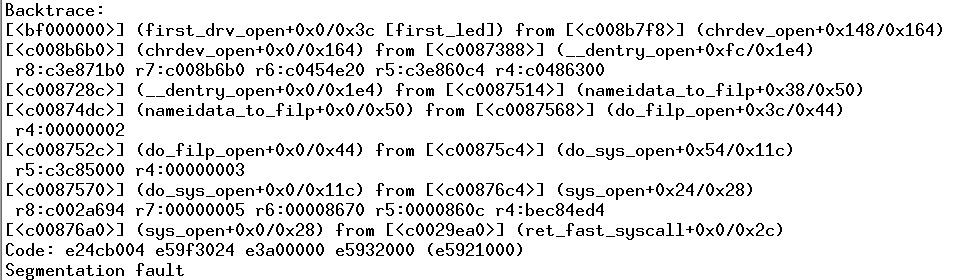 Backtrace:
[<bf000000>] (first_drv_open+0x0/0x3c [first_led]) from [<c008b7f8>] (chrdev_open+0x148/0x164)
[<c008b6b0>] (chrdev_open+0x0/0x164) from [<c0087388>] (__dentry_open+0xfc/0x1e4)
 r8:c3e871b0 r7:c008b6b0 r6:c0454e20 r5:c3e860c4 r4:c0486300
[<c008728c>] (__dentry_open+0x0/0x1e4) from [<c0087514>] (nameidata_to_filp+0x38/0x50)
[<c00874dc>] (nameidata_to_filp+0x0/0x50) from [<c0087568>] (do_filp_open+0x3c/0x44)
 r4:00000002
[<c008752c>] (do_filp_open+0x0/0x44) from [<c00875c4>] (do_sys_open+0x54/0x11c)
 r5:c3c85000 r4:00000003
[<c0087570>] (do_sys_open+0x0/0x11c) from [<c00876c4>] (sys_open+0x24/0x28)
 r8:c002a694 r7:00000005 r6:00008670 r5:0000860c r4:bec84ed4
[<c00876a0>] (sys_open+0x0/0x28) from [<c0029ea0>] (ret_fast_syscall+0x0/0x2c)
Code: e24cb004 e59f3024 e3a00000 e5932000 (e5921000)
Segmentation fault